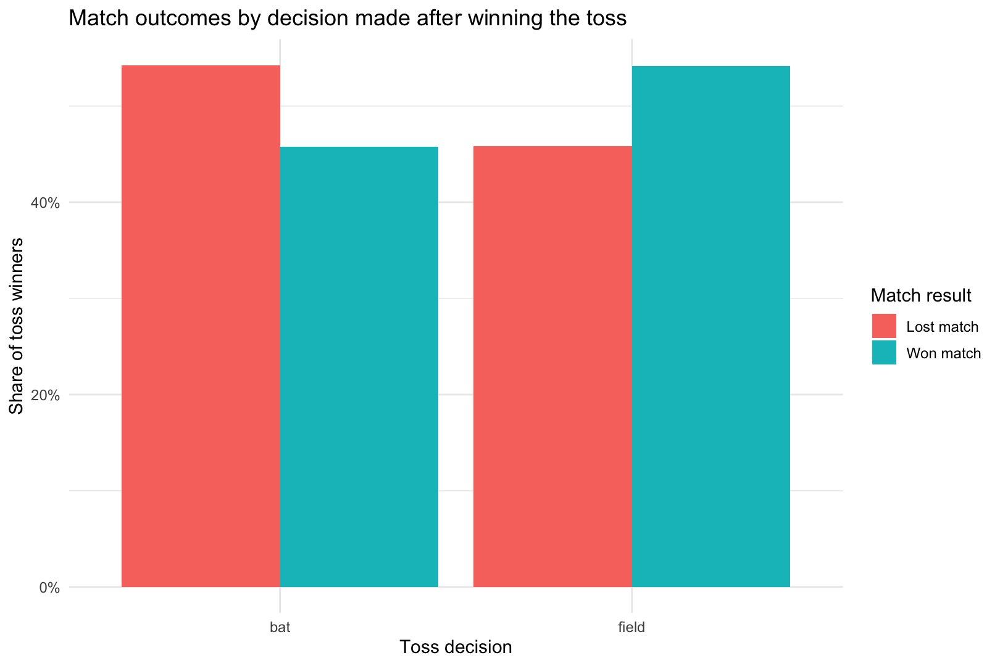 Match outcomes by decision made after winning the toss
Share of toss winners
40%
20%
0%
bat
field
Toss decision
Match result
Lost match
Won match